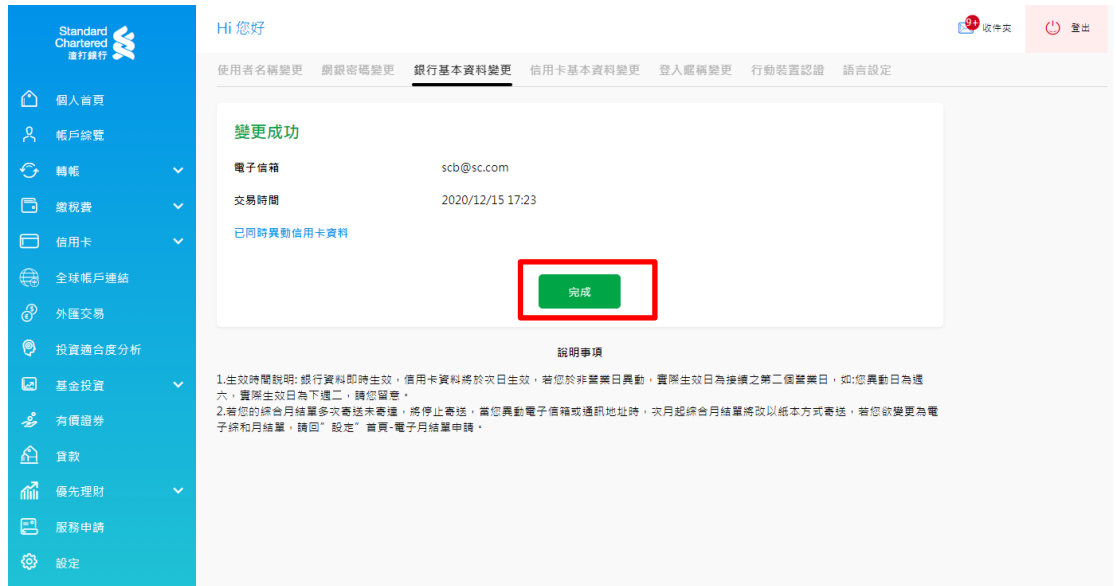 Standard
Chartered
渣打銀行
Hi 您好
9+
收件夾
登出
使用者名稱變更 網銀密碼變更 銀行基本資料變更 信用卡基本資料變更 登入暱稱變更 行動裝置認證 語言設定
個人首頁
帳戶綜覽
轉帳
繳稅費
信用卡
全球帳戶連結
外匯交易
投資適合度分析
基金投資
有價證券
貸款
優先理財
服務申請
設定
變更成功
電子信箱 scb@sc.com
交易時間 2020/12/15 17:23
已同時異動信用卡資料
完成
說明事項
1.生效時間說明: 銀行資料即時生效，信用卡資料將於次日生效，若您於非營業日異動，實際生效日為接續之第二個營業日，如:您異動日為週
六，實際生效日為下週二，請您留意。
2.若您的綜合月結單多次寄送未寄達，將停止寄送，當您異動電子信箱或通訊地址時，次月起綜合月結單將改以紙本方式寄送，若您欲變更為電
子綜和月結單，請回”設定”首頁-電子月結單申請。